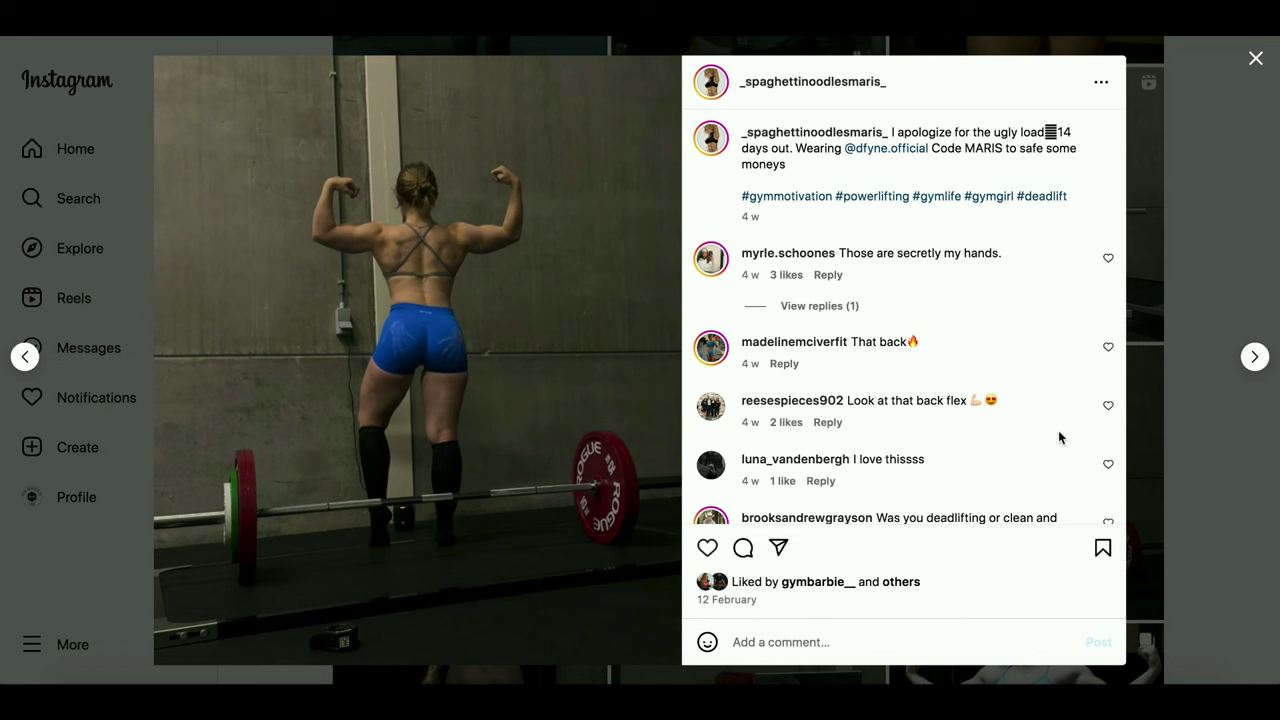 Instagram
Home
Search
Explore
Reels
Messages
Notifications
Create
Profile
More
ROGUE
ROGUE
_spaghettinoodlesmaris_
_spaghettinoodlesmaris_ I apologize for the ugly load 14
days out. Wearing @dfyne.official Code MARIS to safe some
moneys
#gymmotivation #powerlifting #gymlife #gymgirl #deadlift
4 w
myrle.schoones Those are secretly my hands.
4 w 3 likes Reply
View replies (1)
madelinemciverfit That back🔥
4 w Reply
reesespieces902 Look at that back flex 💪🏻😍
4 w 2 likes Reply
luna_vandenbergh I love thissss
4 w 1 like Reply
brooksandrewgrayson Was you deadlifting or clean and
Liked by gymbarbie__ and others
12 February
Add a comment...
Post